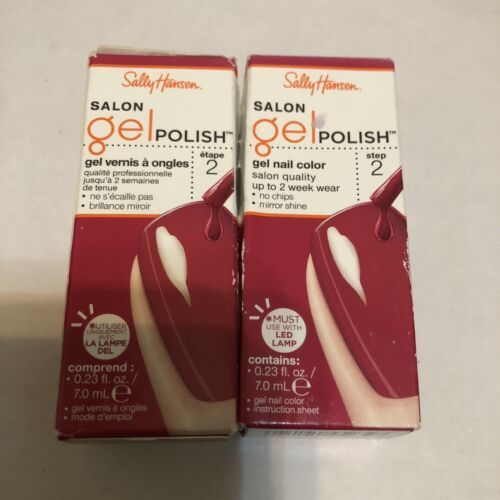 Sally Hansen®
SALON
gel POLISH™
gel vernis à ongles
qualité professionnelle
jusqu'à 2 semaines
de tenue
• ne s'écaille pas
• brillance miroir
étape
2
*UTILISER
UNIQUEMENT
AVEC
LA LAMPE
DEL
comprend :
• 0.23 fl. oz. /
7.0 mL e
• gel vernis à ongles
• mode d'emploi
Sally Hansen®
SALON
gel POLISH™
gel nail color
salon quality
up to 2 week wear
• no chips
• mirror shine
step
2
*MUST
USE WITH
LED
LAMP
contains:
• 0.23 fl. oz. /
7.0 mL e
• gel nail color
• instruction sheet